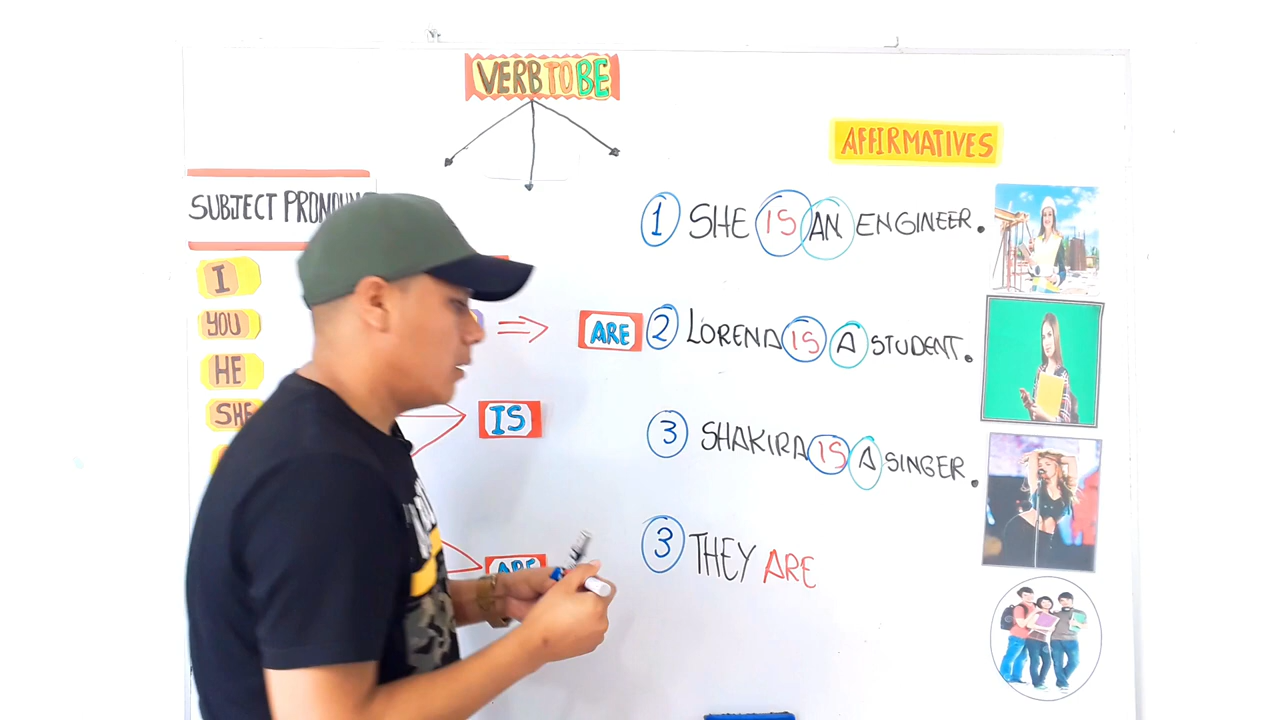 VERB TO BE
AFFIRMATIVES
SUBJECT
I
YOU
HE
SHE
ARE
IS
ARE
1 SHE IS AN ENGINEER.
2 LORENA IS A STUDENT.
3 SHAKIRA IS A SINGER.
3 THEY ARE